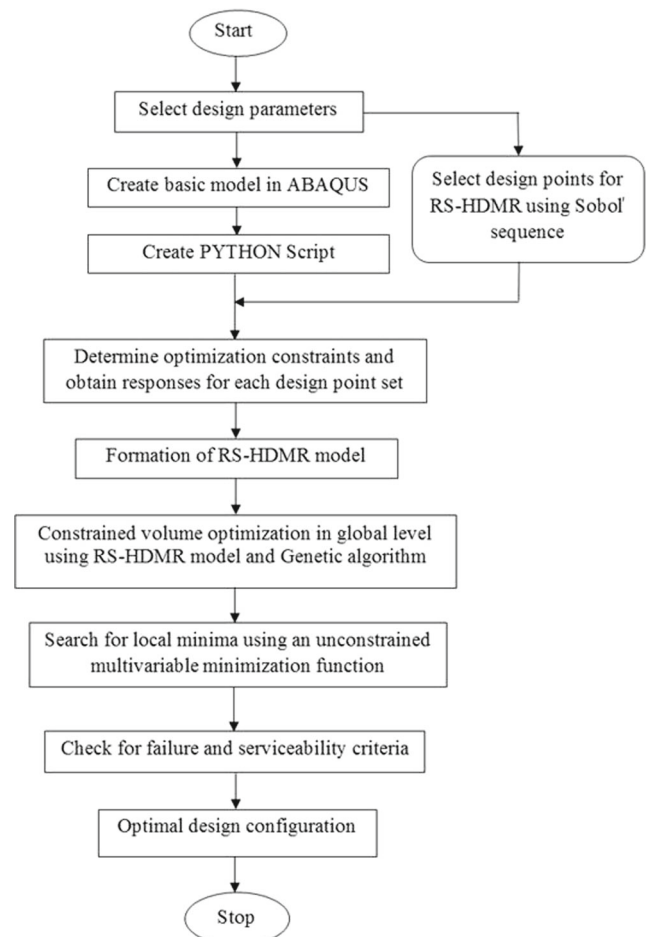 Start
Select design parameters
Create basic model in ABAQUS
Select design points for
RS-HDMR using Sobol'
sequence
Create PYTHON Script
Determine optimization constraints and
obtain responses for each design point set
Formation of RS-HDMR model
Constrained volume optimization in global level
using RS-HDMR model and Genetic algorithm
Search for local minima using an unconstrained
multivariable minimization function
Check for failure and serviceability criteria
Optimal design configuration
Stop